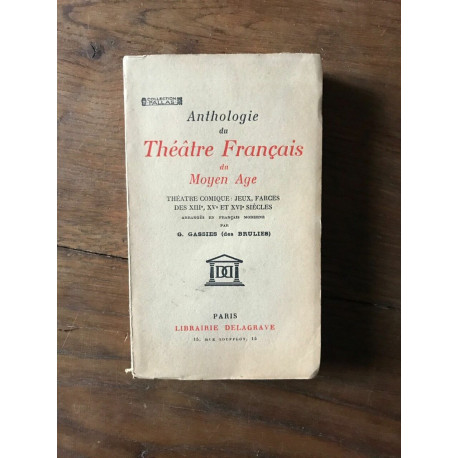 COLLECTION
PALLAS
Anthologie
du
Théâtre Français
du
Moyen Age
THÉATRE COMIQUE: JEUX, FARCES
DES XIIIe, XVe ET XVIe SIÈCLES
ARRANGÉS EN FRANÇAIS MODERNE
PAR
G. GASSIES (des BRULIES)
PARIS
LIBRAIRIE DELAGRAVE
15, RUE SOUFFLOT, 15